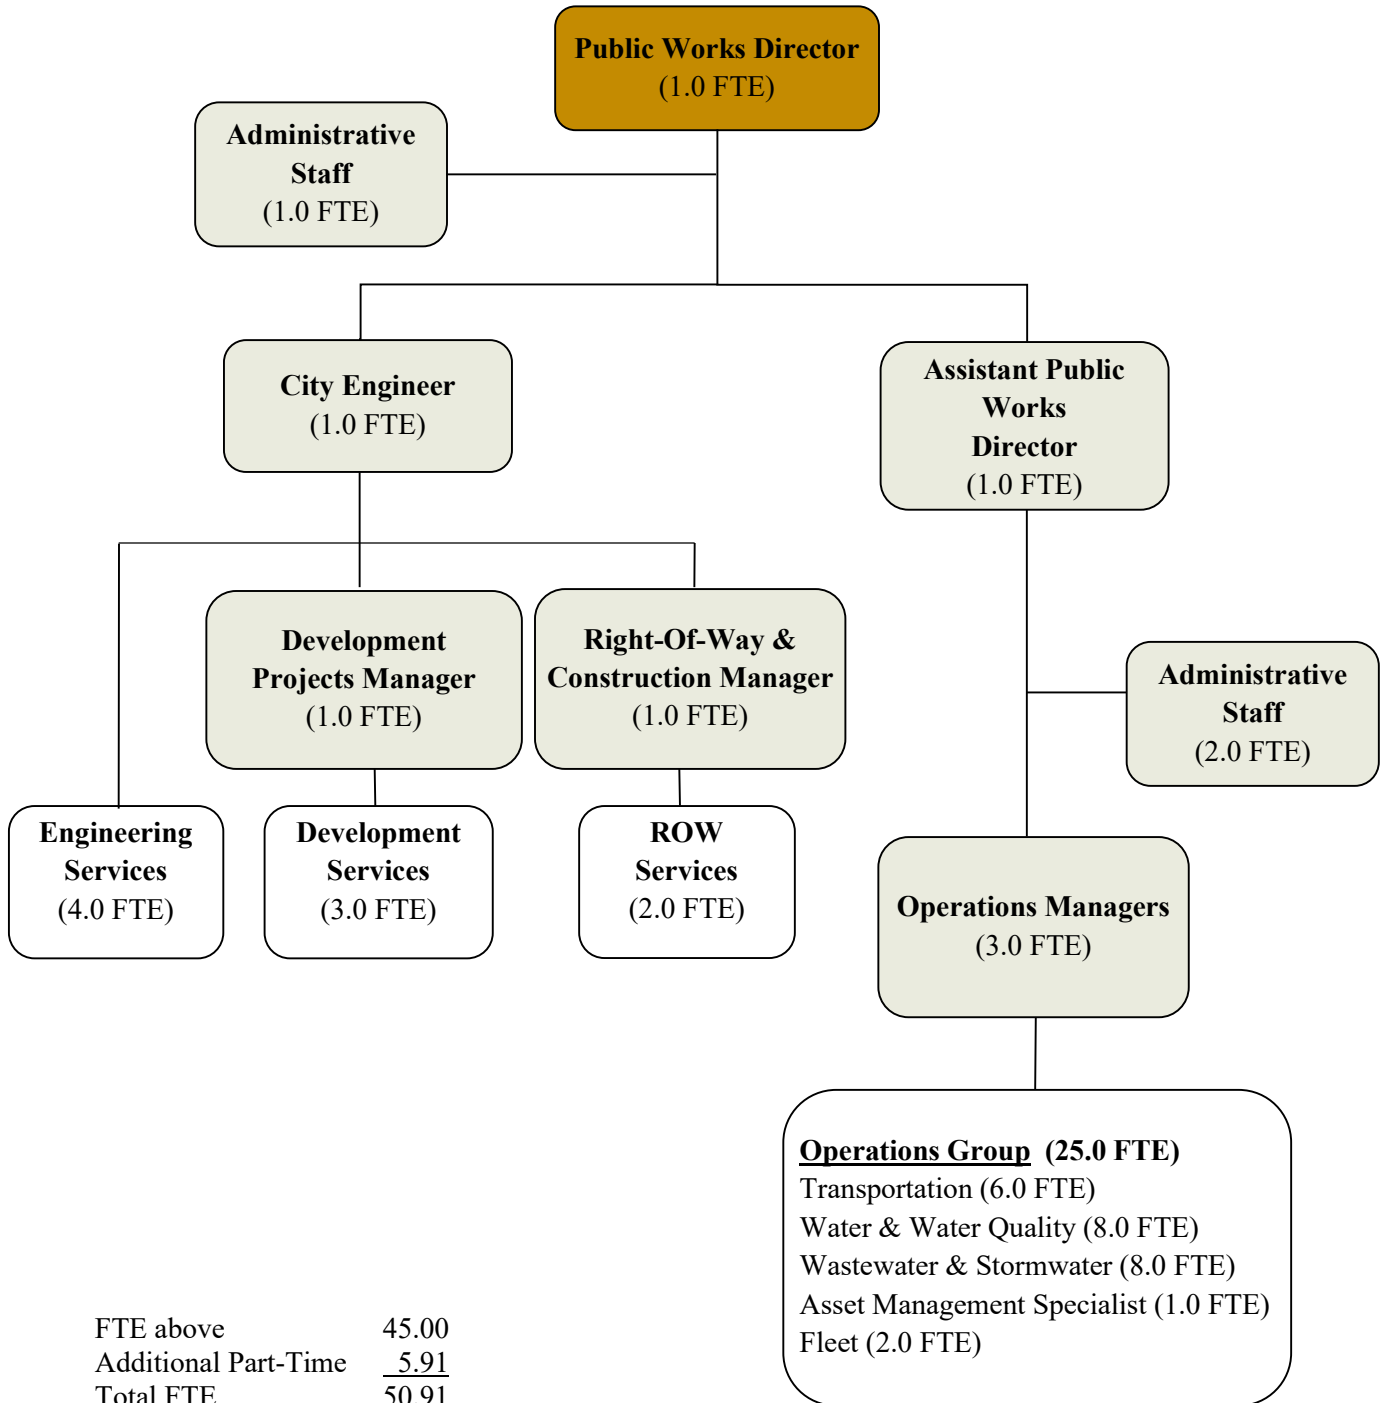 Public Works Director
(1.0 FTE)
Administrative
Staff
(1.0 FTE)
City Engineer
(1.0 FTE)
Assistant Public
Works
Director
(1.0 FTE)
Development
Projects Manager
(1.0 FTE)
Right-Of-Way &
Construction Manager
(1.0 FTE)
Administrative
Staff
(2.0 FTE)
Engineering
Services
(4.0 FTE)
Development
Services
(3.0 FTE)
ROW
Services
(2.0 FTE)
Operations Managers
(3.0 FTE)
Operations Group (25.0 FTE)
Transportation (6.0 FTE)
Water & Water Quality (8.0 FTE)
Wastewater & Stormwater (8.0 FTE)
Asset Management Specialist (1.0 FTE)
Fleet (2.0 FTE)
FTE above 45.00
Additional Part-Time 5.91
Total FTE 50.91